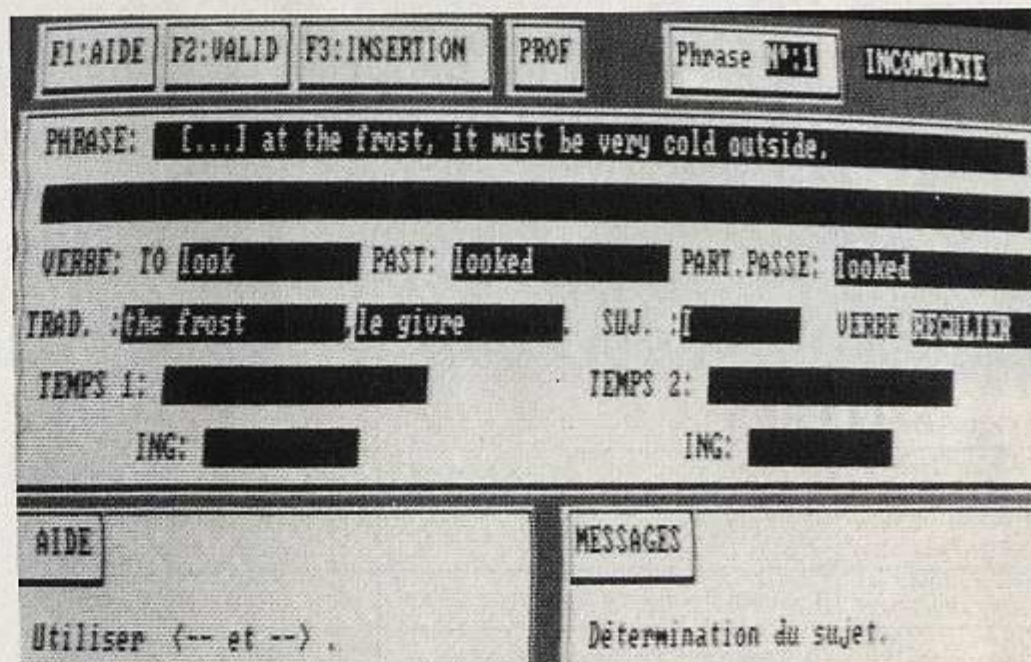 F1:AIDE F2:VALID F3:INSERTION PROF Phrase N°:1 INCOMPLETE
PHRASE: [...] at the frost, it must be very cold outside.
VERBE: TO look PAST: looked PART.PASSE: looked
TRAD. :the frost ,le givre . SUJ. :I VERBE REGULIER
TEMPS 1: TEMPS 2:
ING: ING:
AIDE MESSAGES
Utiliser <-- et --> . Détermination du sujet.